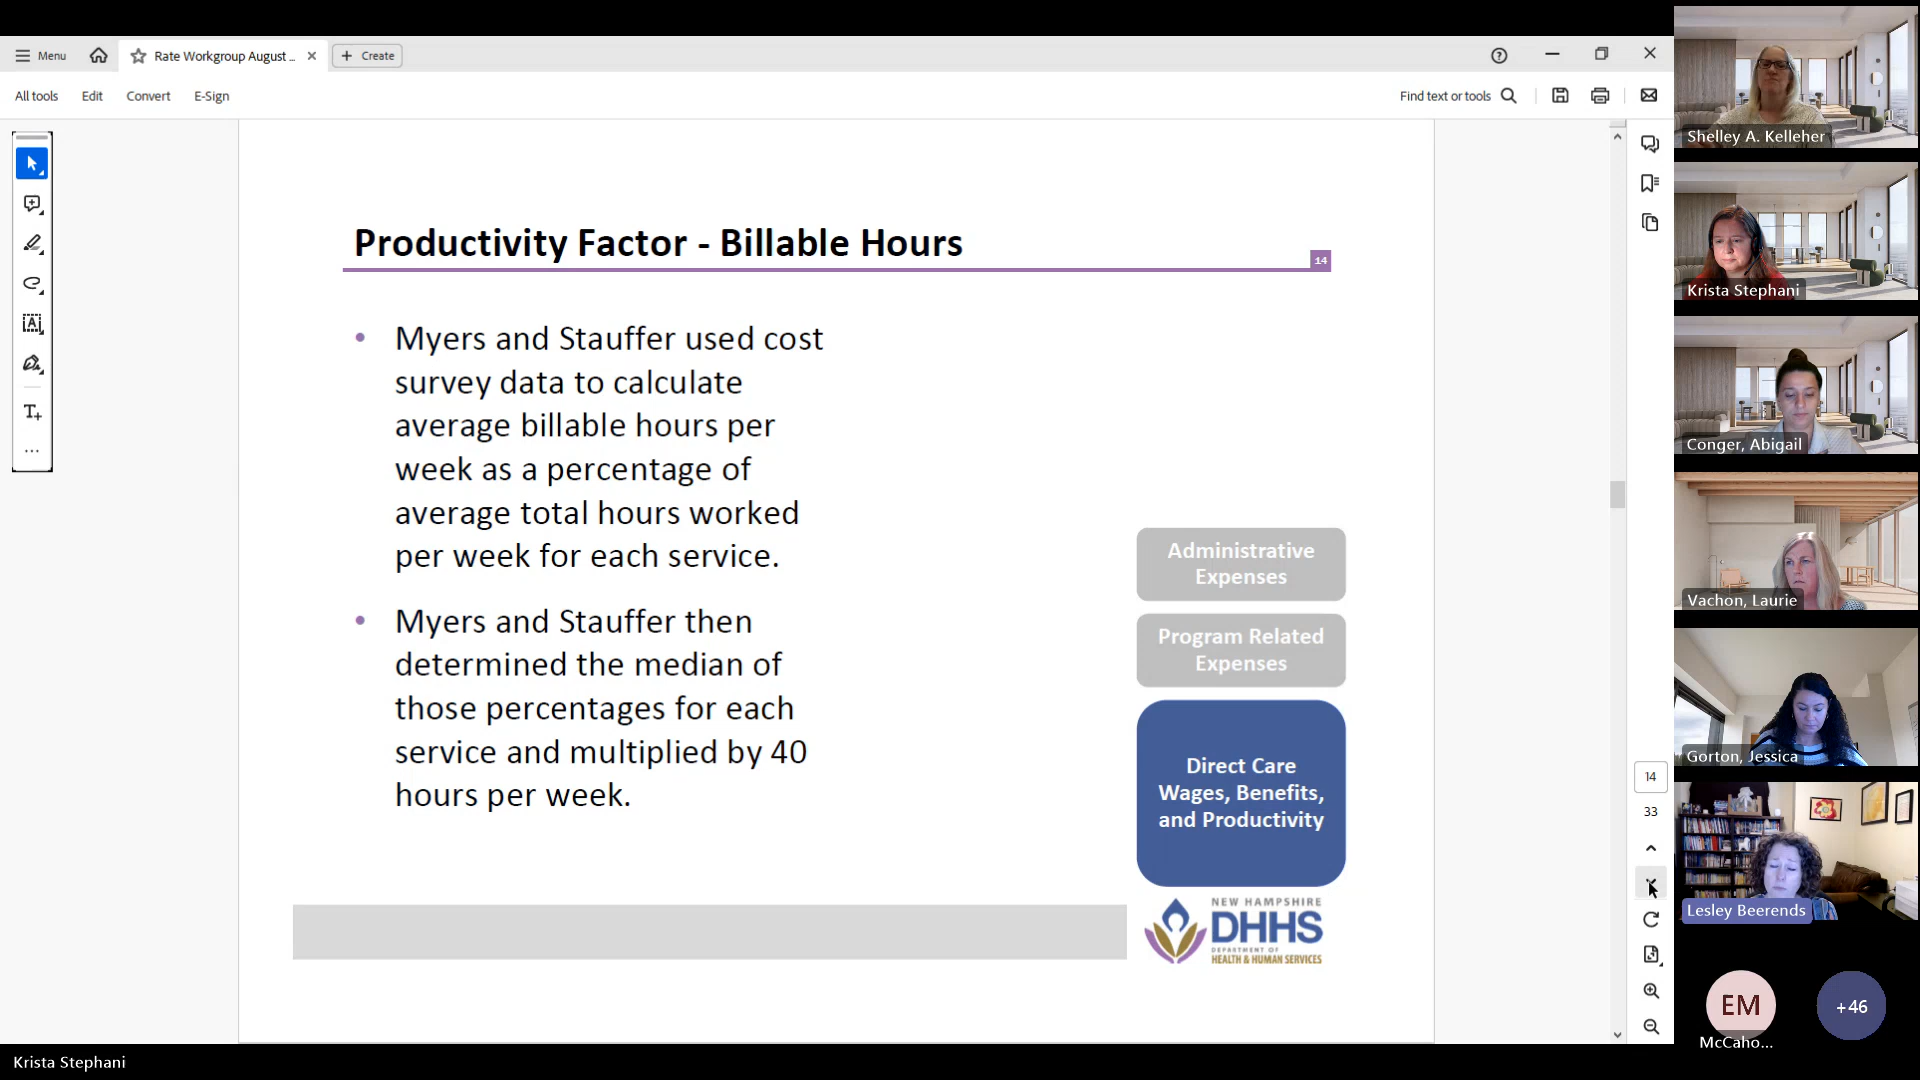 Menu
Rate Workgroup August ...
Create
All tools
Edit
Convert
E-Sign
Find text or tools
Productivity Factor - Billable Hours
14
• Myers and Stauffer used cost
survey data to calculate
average billable hours per
week as a percentage of
average total hours worked
per week for each service.
• Myers and Stauffer then
determined the median of
those percentages for each
service and multiplied by 40
hours per week.
Administrative
Expenses
Program Related
Expenses
Direct Care
Wages, Benefits,
and Productivity
NEW HAMPSHIRE
DHHS
DEPARTMENT OF
HEALTH & HUMAN SERVICES
14
33
Shelley A. Kelleher
Krista Stephani
Conger, Abigail
Vachon, Laurie
Gorton, Jessica
Lesley Beerends
EM
McCaho...
+46
Krista Stephani